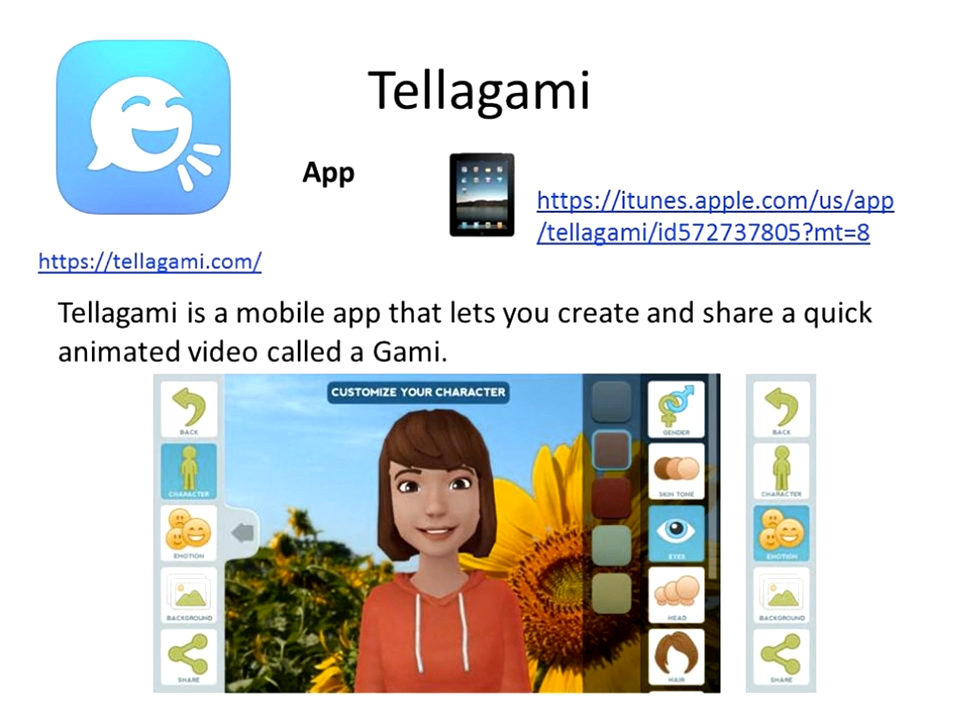 Tellagami
App
https://itunes.apple.com/us/app
/tellagami/id572737805?mt=8
https://tellagami.com/
Tellagami is a mobile app that lets you create and share a quick
animated video called a Gami.
CUSTOMIZE YOUR CHARACTER
BACK
CHARACTER
EMOTION
BACKGROUND
SHARE
GENDER
SKIN TONE
EYES
HEAD
HAIR
BACK
CHARACTER
EMOTION
BACKGROUND
SHARE